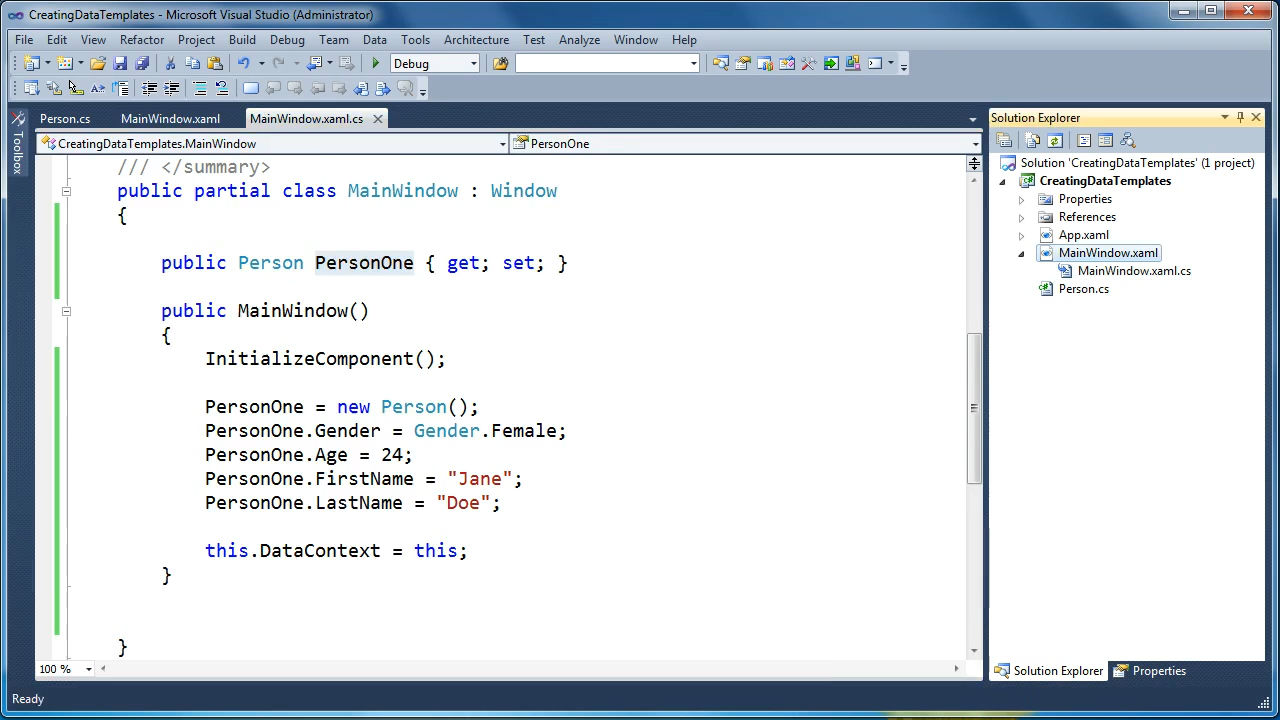 CreatingDataTemplates - Microsoft Visual Studio (Administrator)
File Edit View Refactor Project Build Debug Team Data Tools Architecture Test Analyze Window Help
Debug
Person.cs MainWindow.xaml MainWindow.xaml.cs
CreatingDataTemplates.MainWindow PersonOne
Toolbox
/// </summary>
public partial class MainWindow : Window
{
public Person PersonOne { get; set; }
public MainWindow()
{
InitializeComponent();
PersonOne = new Person();
PersonOne.Gender = Gender.Female;
PersonOne.Age = 24;
PersonOne.FirstName = "Jane";
PersonOne.LastName = "Doe";
this.DataContext = this;
}
}
100 %
Solution Explorer
Solution 'CreatingDataTemplates' (1 project)
CreatingDataTemplates
Properties
References
App.xaml
MainWindow.xaml
MainWindow.xaml.cs
Person.cs
Solution Explorer Properties
Ready